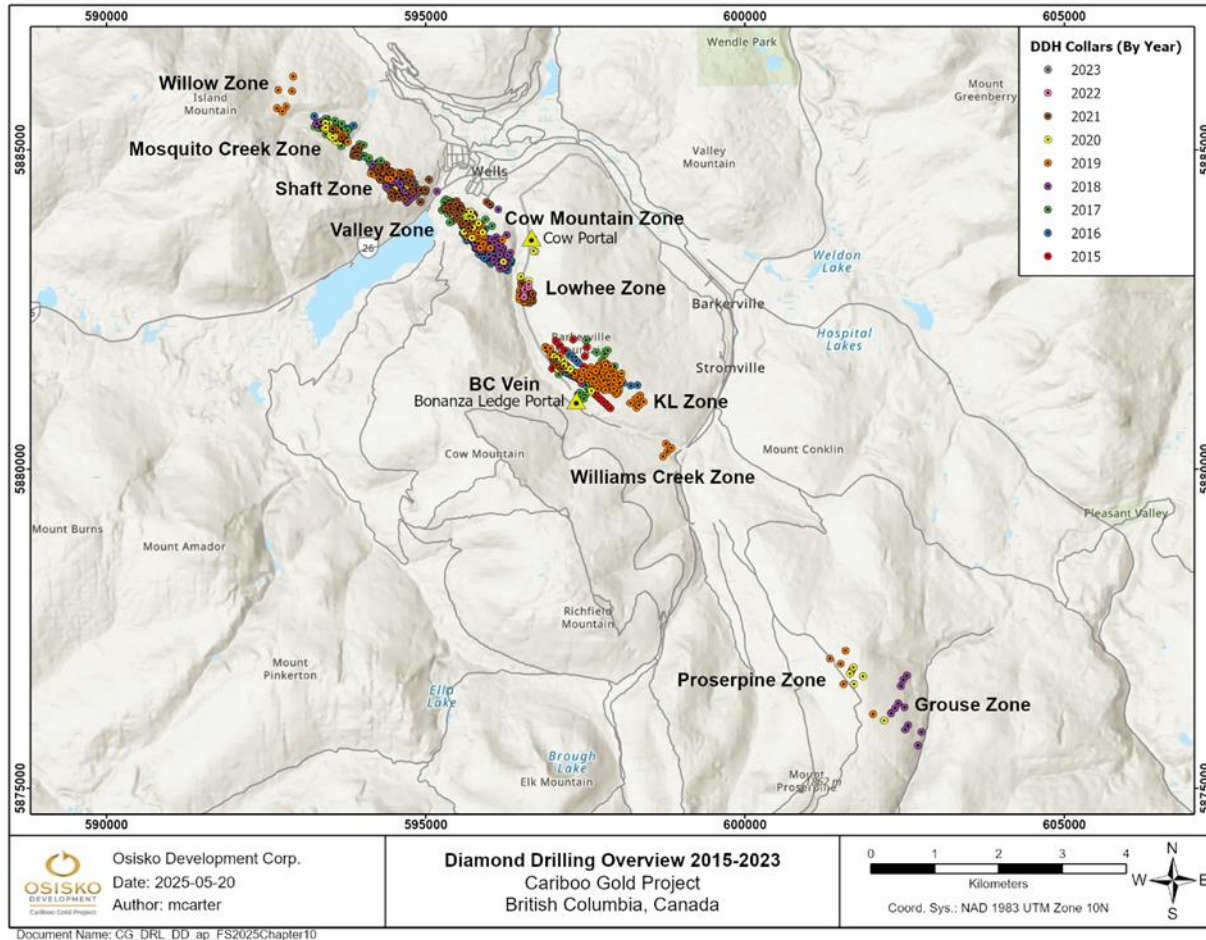 590000
595000
600000
605000
Wendle Park
DDH Collars (By Year)
2023
2022
2021
2020
2019
2018
2017
2016
2015
Mount
Greenberry
Willow Zone
Island
Mountain
Mosquito Creek Zone
5885000
5885000
Valley
Mountain
Shaft Zone
Wells
Valley Zone
26
Cow Mountain Zone
Cow Portal
Weldon
Lake
Lowhee Zone
Barkerville
Hospital
Lakes
Barkerville
Stromville
BC Vein
Bonanza Ledge Portal
KL Zone
Cow Mountain
Mount Conklin
Williams Creek Zone
5880000
5880000
Pleasant Valley
Mount Burns
Mount Amador
Richfield
Mountain
Mount
Pinkerton
Proserpine Zone
Ella
Lake
Grouse Zone
Brough
Lake
Elk Mountain
Mount
Proserpine
5875000
5875000
590000
595000
600000
605000
OSISKO
DEVELOPMENT
Cariboo Gold Project
Osisko Development Corp.
Date: 2025-05-20
Author: mcarter
Diamond Drilling Overview 2015-2023
Cariboo Gold Project
British Columbia, Canada
0 1 2 3 4
Kilometers
Coord. Sys.: NAD 1983 UTM Zone 10N
N
W E
S
Document Name: CG_DRL_DD_ap_FS2025Chapter10